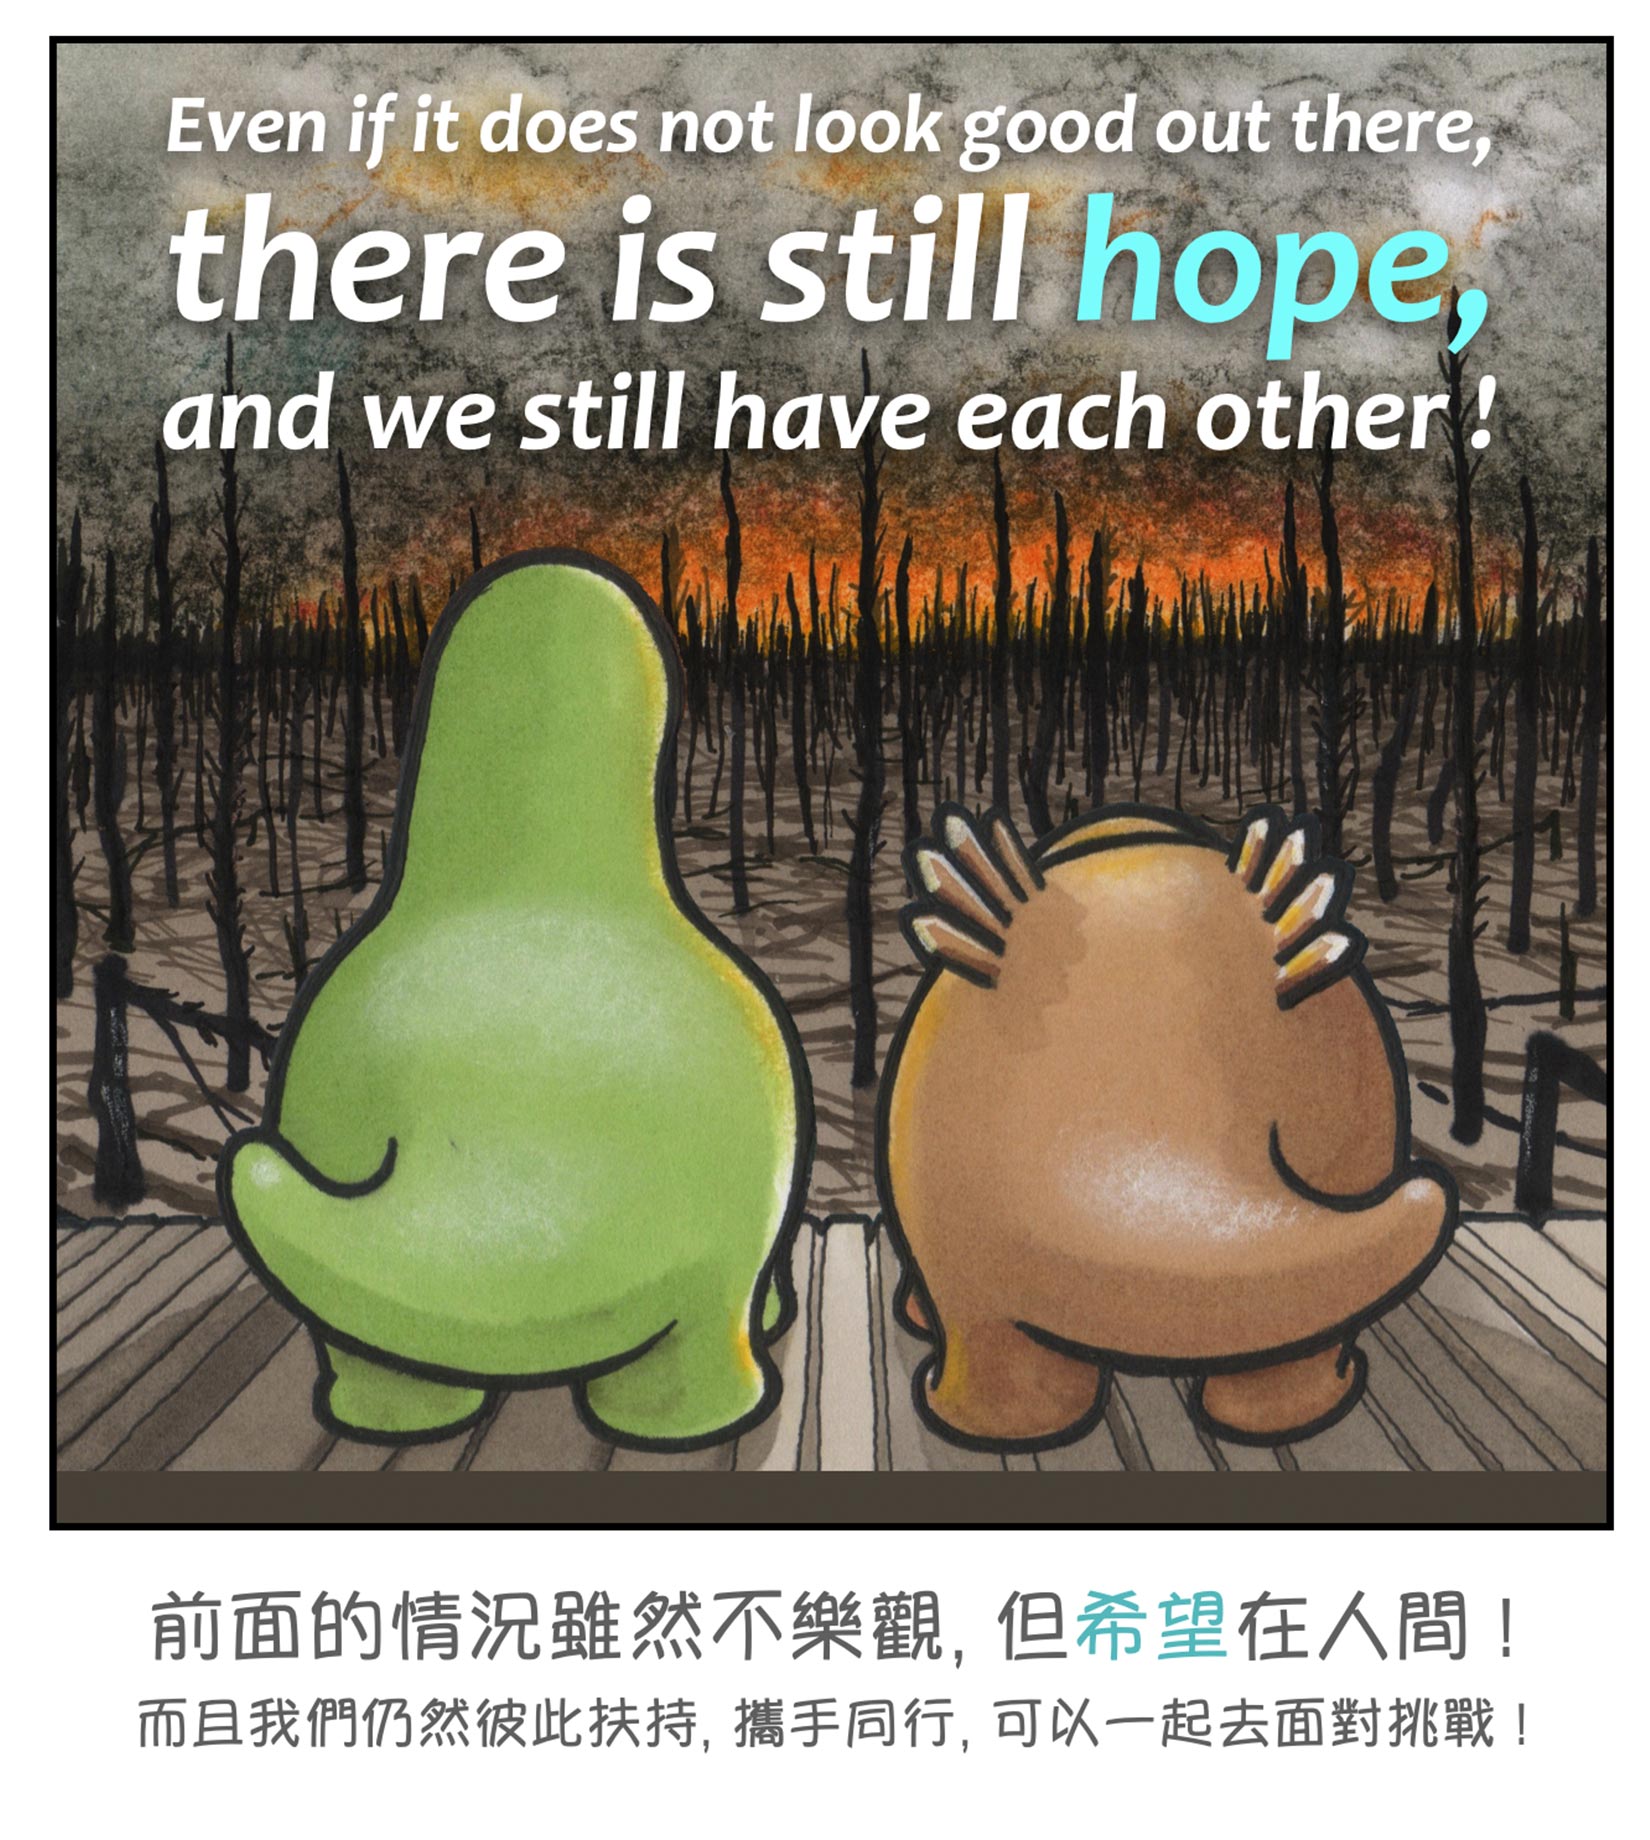 Even if it does not look good out there,
there is still hope,
and we still have each other !
前面的情況雖然不樂觀, 但希望在人間 !
而且我們仍然彼此扶持, 攜手同行, 可以一起去面對挑戰 !